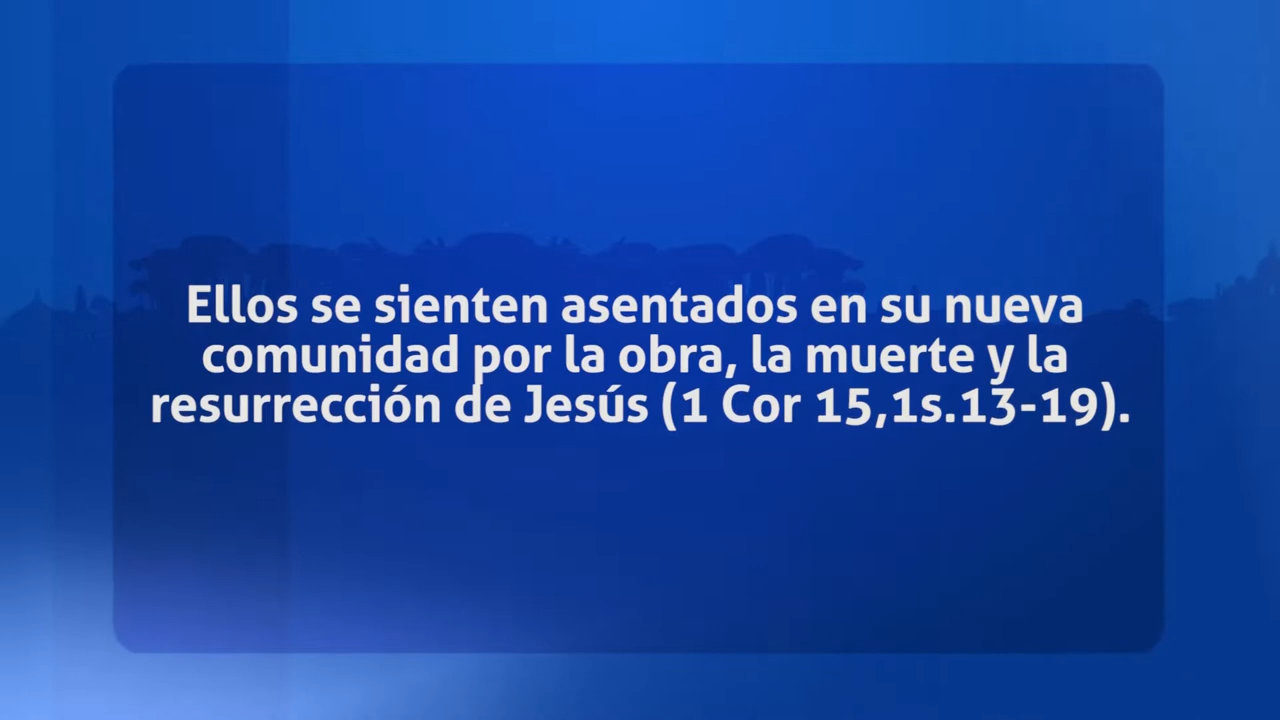 Ellos se sienten asentados en su nueva
comunidad por la obra, la muerte y la
resurrección de Jesús (1 Cor 15,1s.13-19).